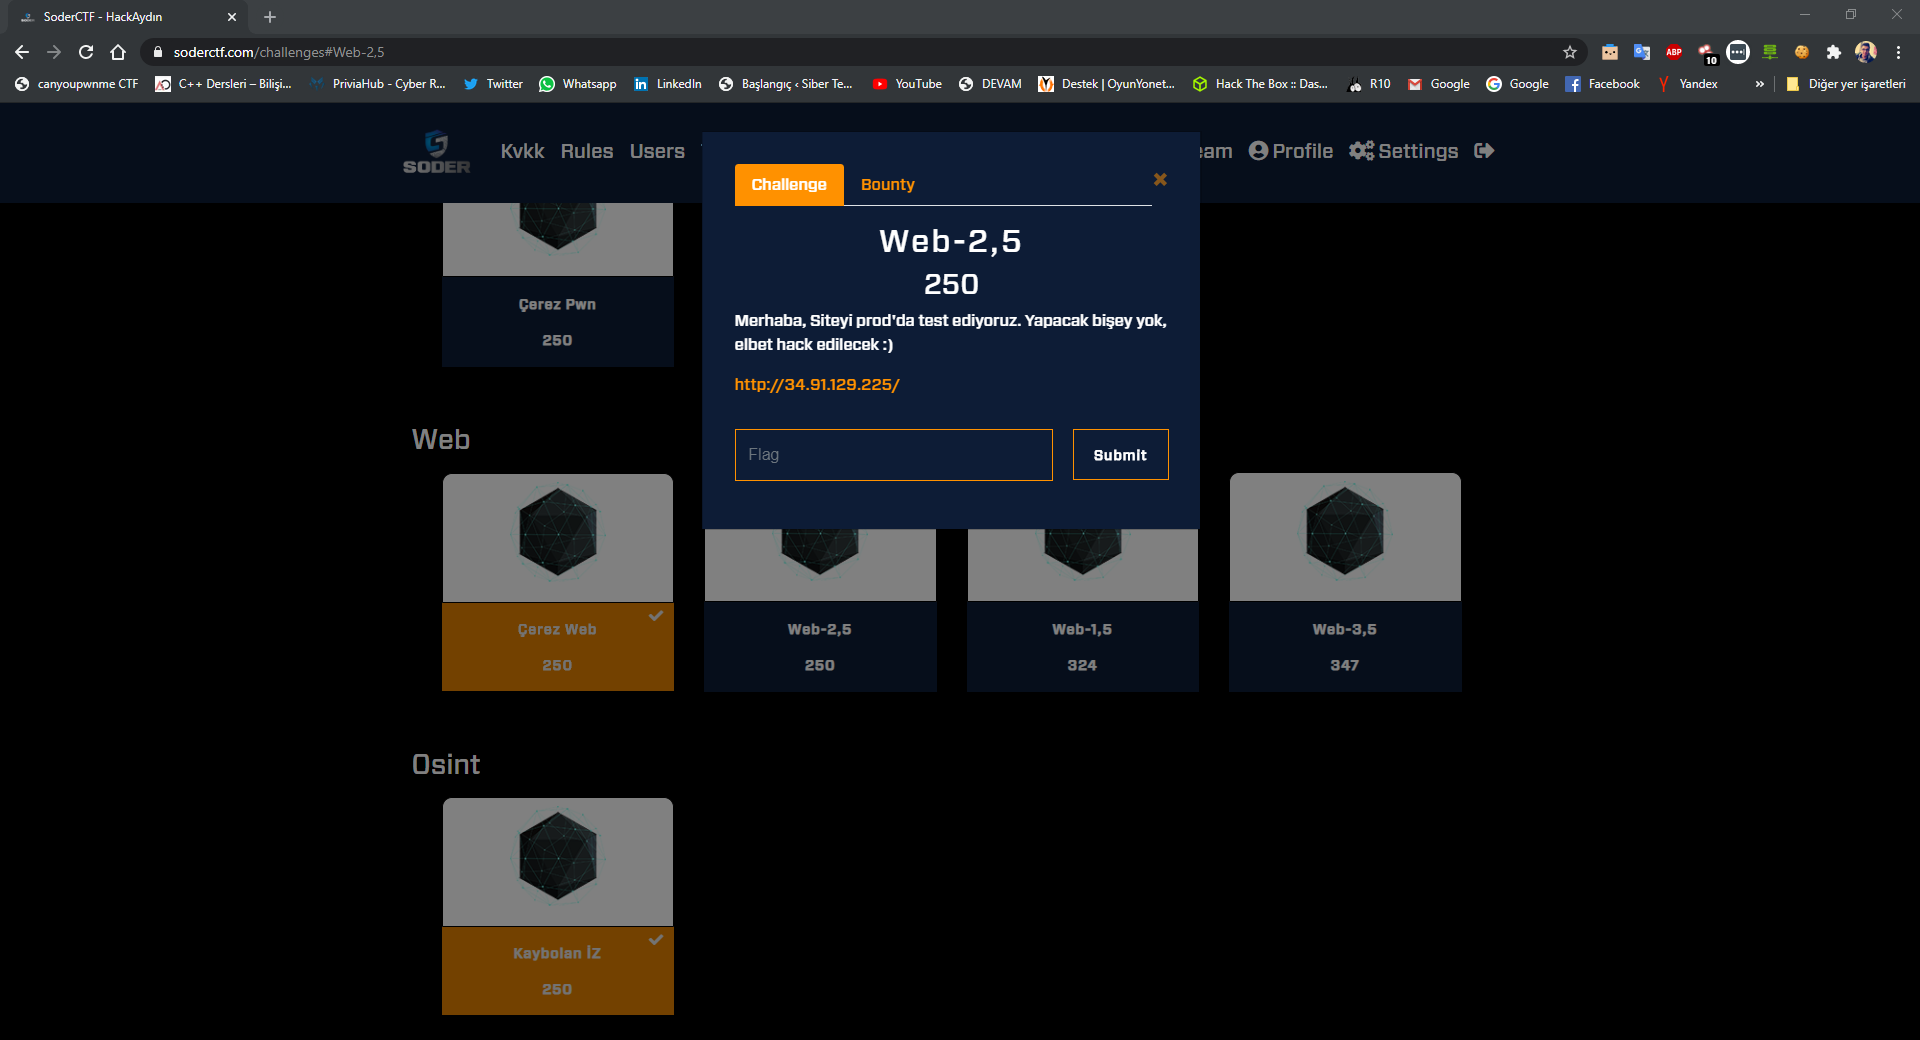 SoderCTF - HackAydın
soderctf.com/challenges#Web-2,5
ABP
10
canyoupwnme CTF
C++ Dersleri – Bilişi...
PriviaHub - Cyber R...
Twitter
Whatsapp
LinkedIn
Başlangıç ‹ Siber Te...
YouTube
DEVAM
Destek | OyunYonet...
Hack The Box :: Das...
R10
Google
Google
Facebook
Yandex
»
Diğer yer işaretleri
SODER
Kvkk
Rules
Users
eam
Profile
Settings
Challenge
Bounty
Web-2,5
250
Merhaba, Siteyi prod'da test ediyoruz. Yapacak bişey yok,
elbet hack edilecek :)
http://34.91.129.225/
Flag
Submit
Çerez Pwn
250
Web
Çerez Web
250
Web-2,5
250
Web-1,5
324
Web-3,5
347
Osint
Kaybolan İZ
250